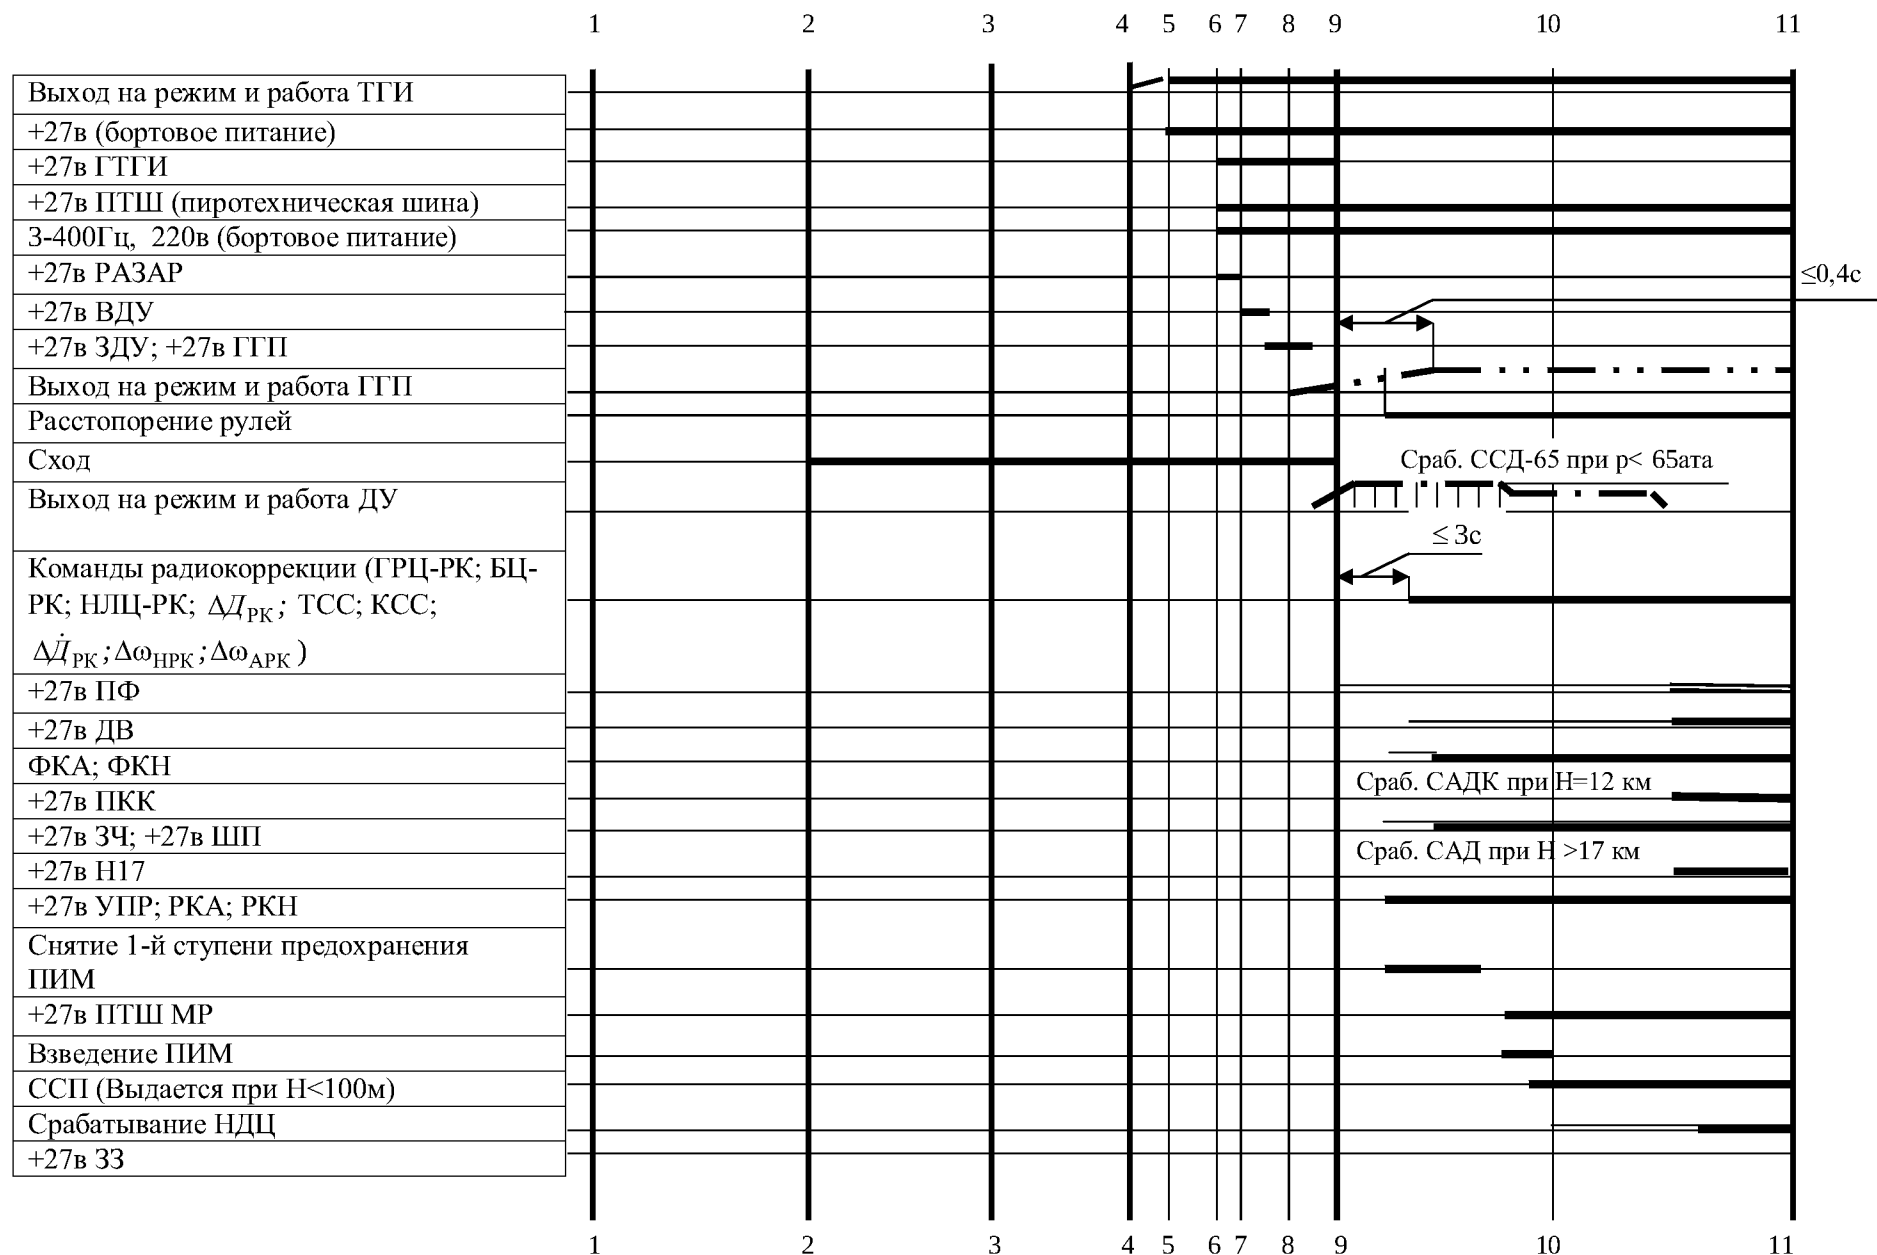 1 2 3 4 5 6 7 8 9 10 11
Выход на режим и работа ТГИ
+27в (бортовое питание)
+27в ГТГИ
+27в ПТШ (пиротехническая шина)
3-400Гц, 220в (бортовое питание)
+27в РАЗАР
≤0,4с
+27в ВДУ
+27в ЗДУ; +27в ГГП
Выход на режим и работа ГГП
Расстопорение рулей
Сход
Сраб. ССД-65 при р< 65ата
Выход на режим и работа ДУ
≤ 3с
Команды радиокоррекции (ГРЦ-РК; БЦ-
РК; НЛЦ-РК; ΔД_РК; ТСС; КСС;
ΔД̇_РК; Δω_НРК; Δω_АРК )
+27в ПФ
+27в ДВ
ФКА; ФКН
Сраб. САДК при Н=12 км
+27в ПКК
+27в ЗЧ; +27в ШП
Сраб. САД при Н >17 км
+27в Н17
+27в УПР; РКА; РКН
Снятие 1-й ступени предохранения
ПИМ
+27в ПТШ МР
Взведение ПИМ
ССП (Выдается при Н<100м)
Срабатывание НДЦ
+27в ЗЗ
1 2 3 4 5 6 7 8 9 10 11